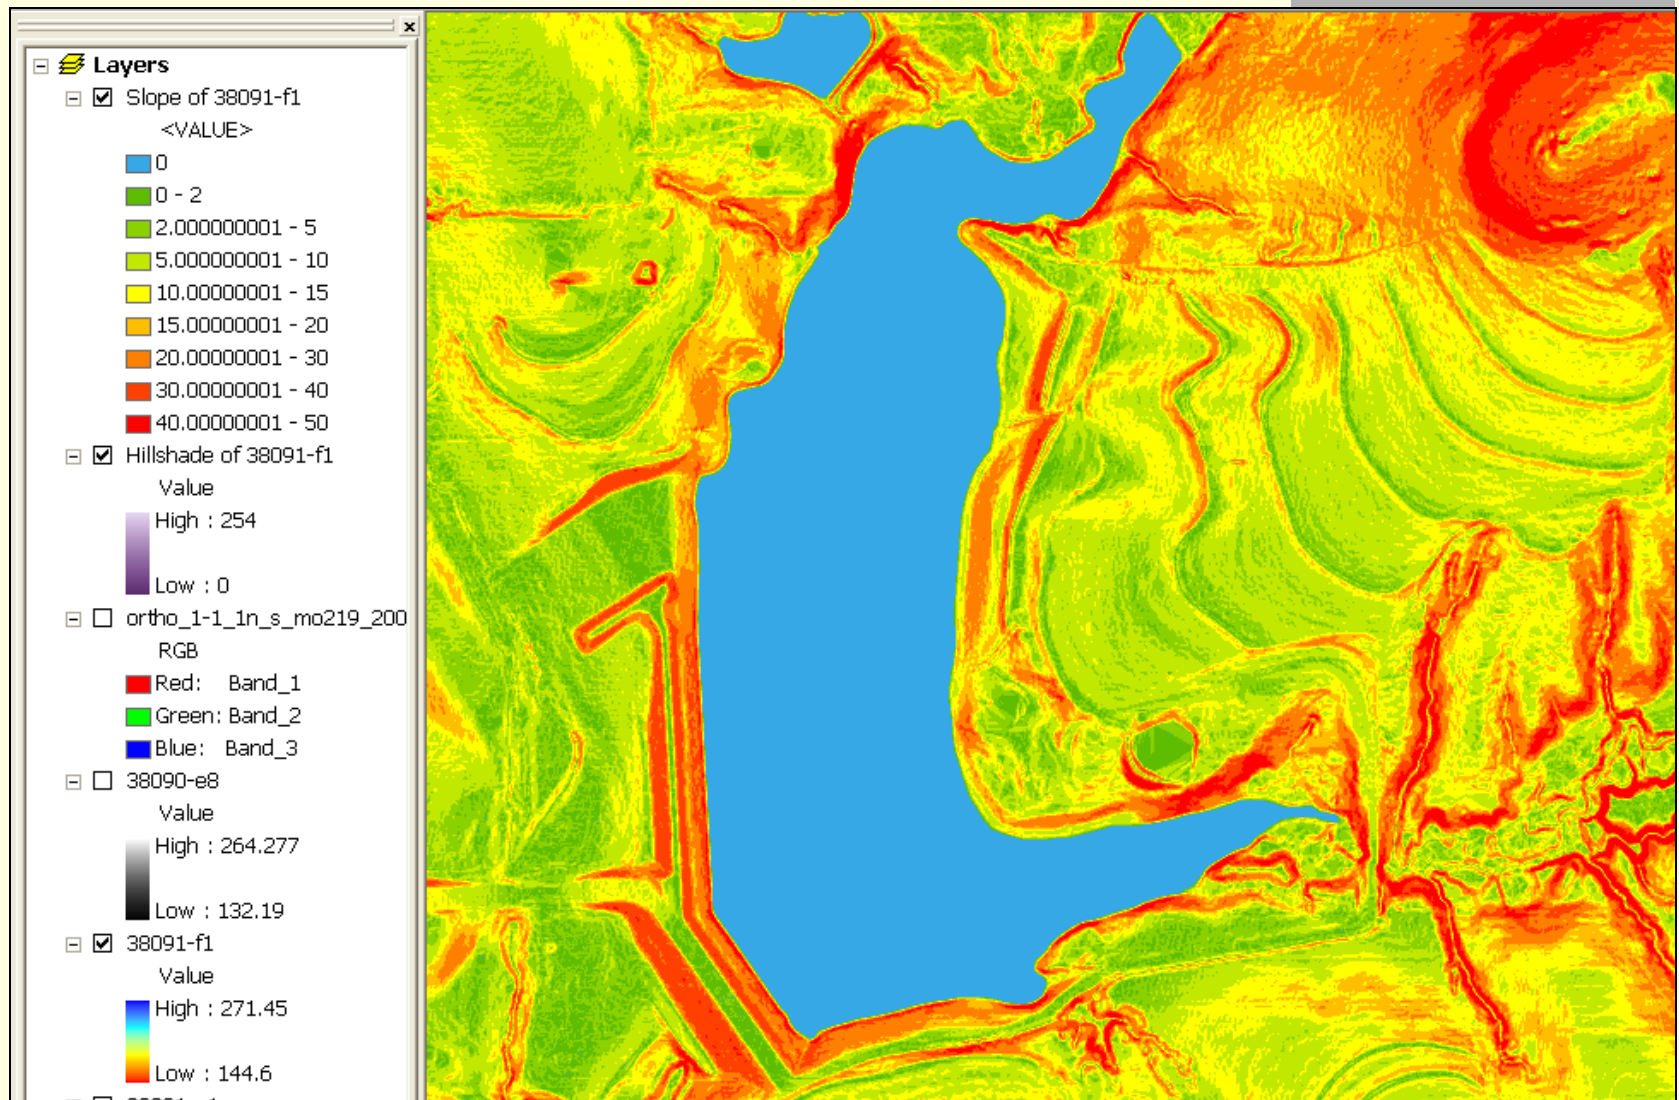 Layers
Slope of 38091-f1
<VALUE>
0
0 - 2
2.000000001 - 5
5.000000001 - 10
10.00000001 - 15
15.00000001 - 20
20.00000001 - 30
30.00000001 - 40
40.00000001 - 50
Hillshade of 38091-f1
Value
High : 254
Low : 0
ortho_1-1_1n_s_mo219_200
RGB
Red: Band_1
Green: Band_2
Blue: Band_3
38090-e8
Value
High : 264.277
Low : 132.19
38091-f1
Value
High : 271.45
Low : 144.6